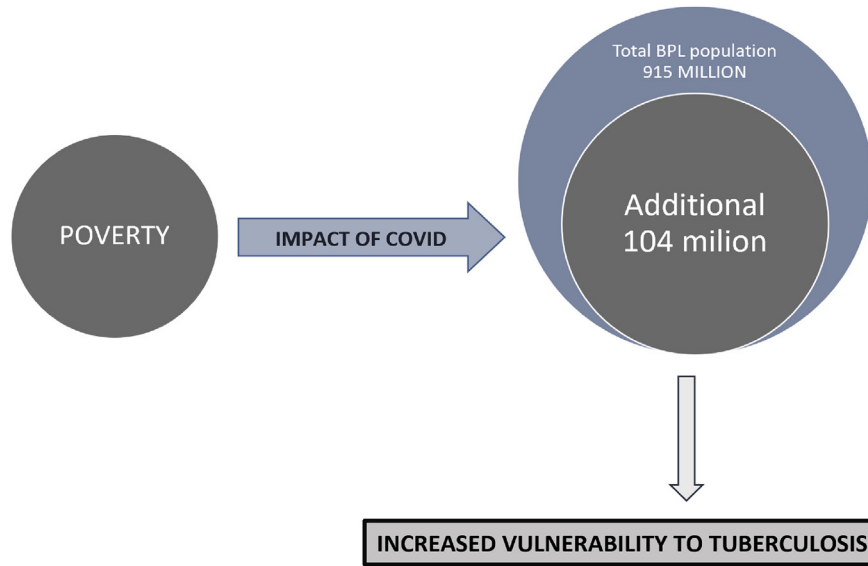 Total BPL population
915 MILLION
POVERTY
IMPACT OF COVID
Additional
104 milion
INCREASED VULNERABILITY TO TUBERCULOSIS